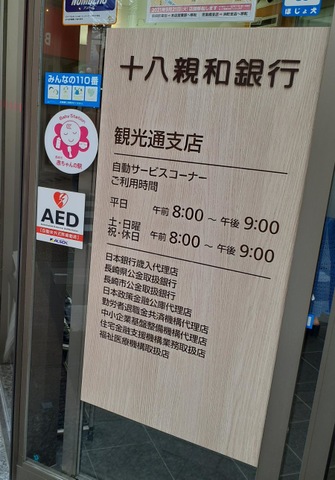 十八親和銀行
観光通支店
自動サービスコーナー
ご利用時間
平日 午前 8:00 ~ 午後 9:00
土・日曜
祝・休日 午前 8:00 ~ 午後 9:00
日本銀行歳入代理店
長崎県公金取扱銀行
長崎市公金取扱銀行
日本政策金融公庫代理店
勤労者退職金共済機構代理店
中小企業基盤整備機構代理店
住宅金融支援機構業務取扱店
福祉医療機構取扱店
みんなの110番
Baby Station
赤ちゃんの駅
AED
ALSOK
ほじょ犬